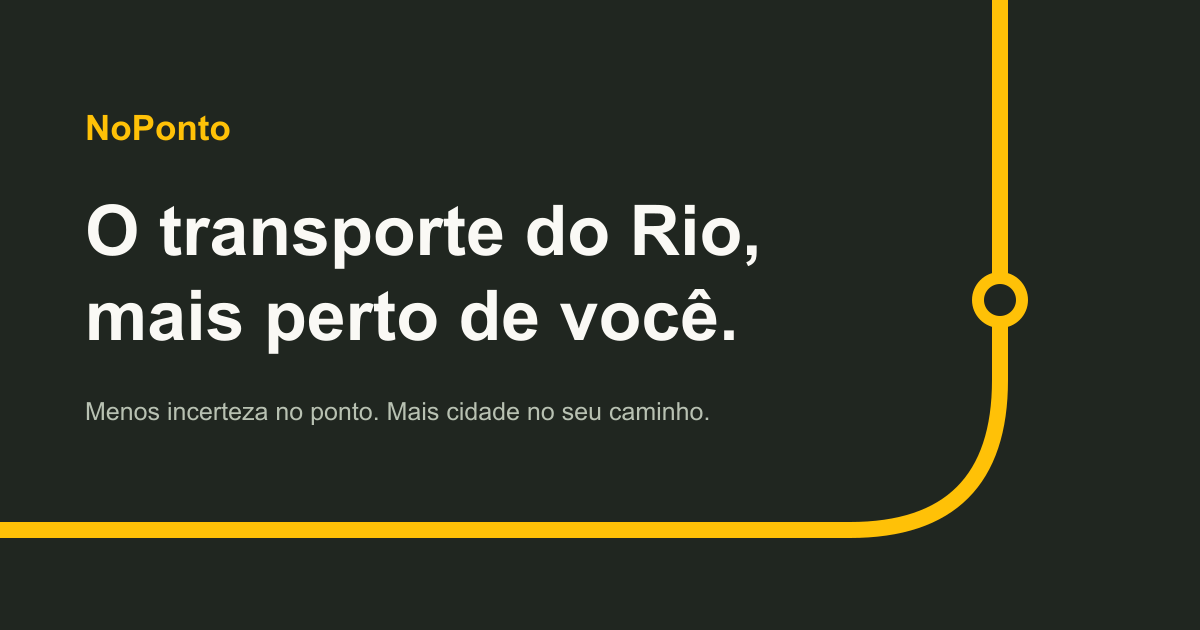 NoPonto
O transporte do Rio,
mais perto de você.
Menos incerteza no ponto. Mais cidade no seu caminho.